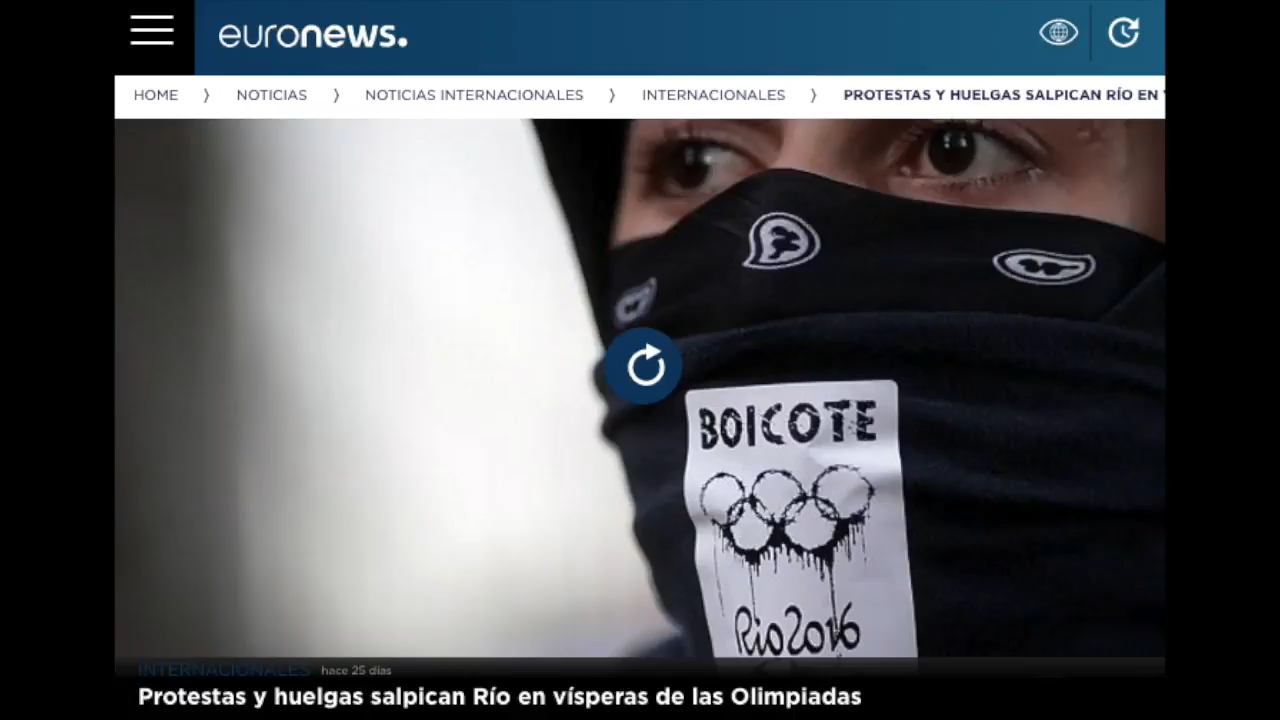 euronews.
HOME 〉 NOTICIAS 〉 NOTICIAS INTERNACIONALES 〉 INTERNACIONALES 〉 PROTESTAS Y HUELGAS SALPICAN RÍO EN
BOICOTE
Rio2016
INTERNACIONALES hace 25 días
Protestas y huelgas salpican Río en vísperas de las Olimpiadas